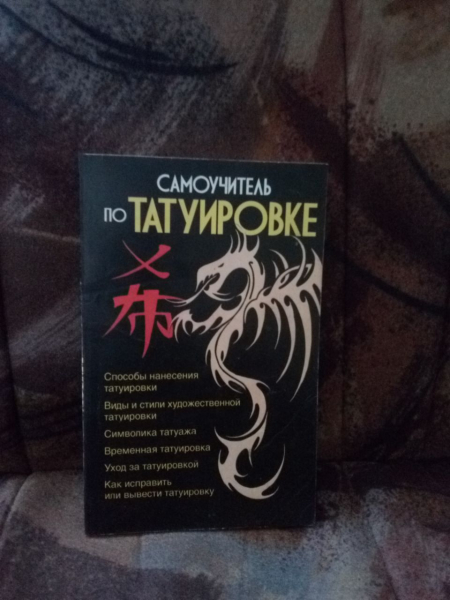 САМОУЧИТЕЛЬ
ПО ТАТУИРОВКЕ
希
Способы нанесения
татуировки
Виды и стили художественной
татуировки
Символика татуажа
Временная татуировка
Уход за татуировкой
Как исправить
или вывести татуировку